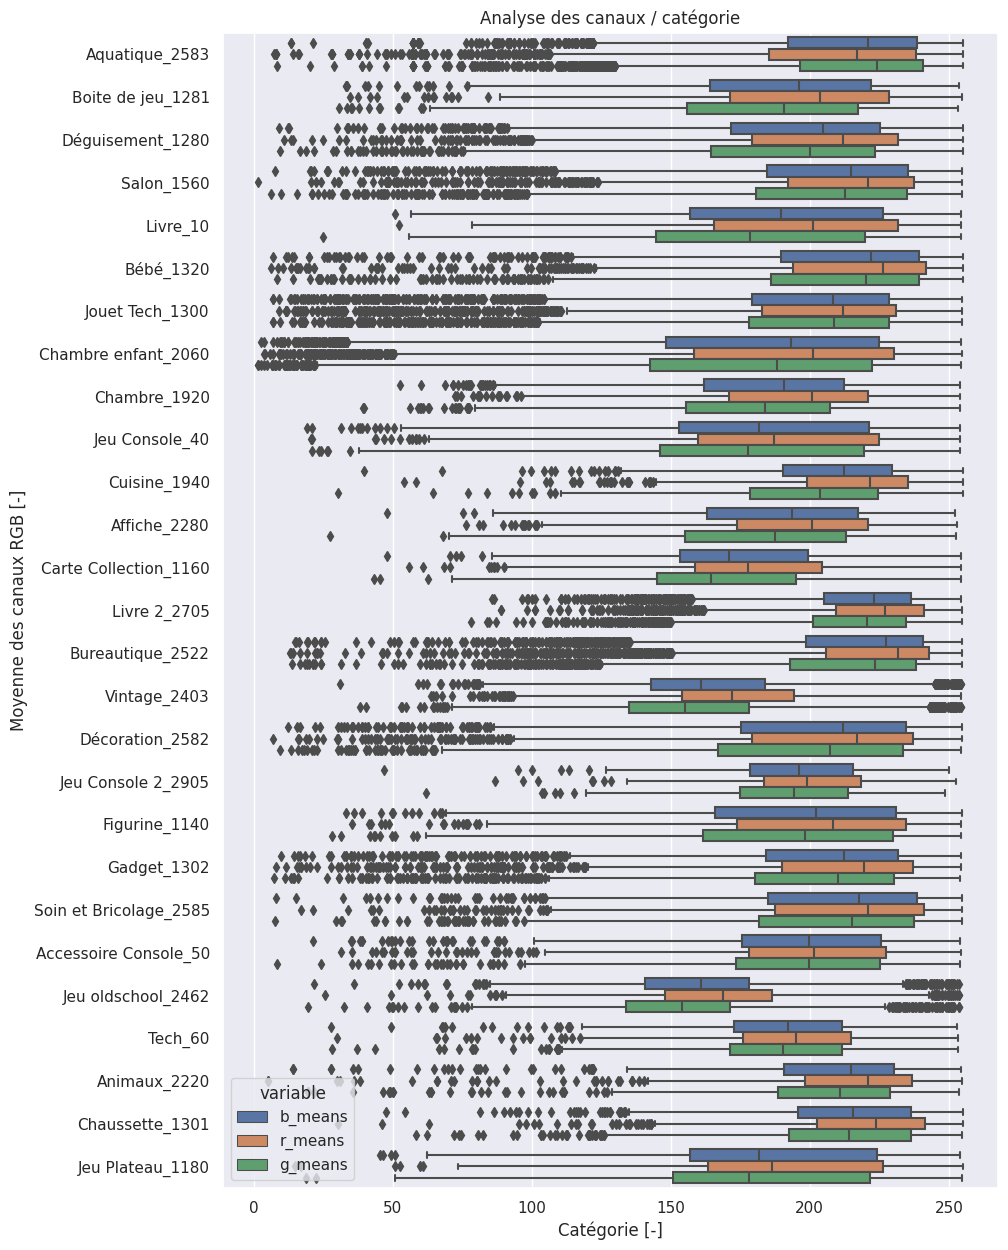 Analyse des canaux / catégorie
Moyenne des canaux RGB [-]
Aquatique_2583
Boite de jeu_1281
Déguisement_1280
Salon_1560
Livre_10
Bébé_1320
Jouet Tech_1300
Chambre enfant_2060
Chambre_1920
Jeu Console_40
Cuisine_1940
Affiche_2280
Carte Collection_1160
Livre 2_2705
Bureautique_2522
Vintage_2403
Décoration_2582
Jeu Console 2_2905
Figurine_1140
Gadget_1302
Soin et Bricolage_2585
Accessoire Console_50
Jeu oldschool_2462
Tech_60
Animaux_2220
Chaussette_1301
Jeu Plateau_1180
variable
b_means
r_means
g_means
0 50 100 150 200 250
Catégorie [-]